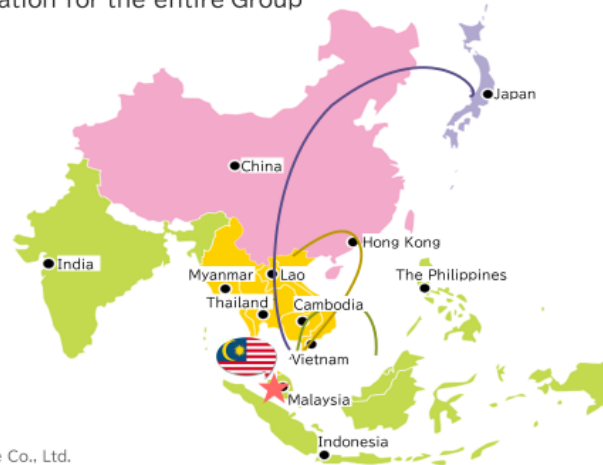 ation for the entire Group
Japan
China
Hong Kong
India
Myanmar
Lao
The Philippines
Thailand
Cambodia
Vietnam
Malaysia
Indonesia
e Co., Ltd.